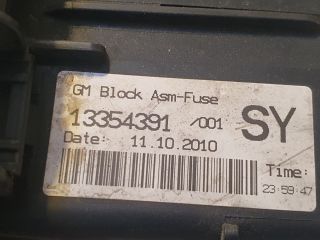 GM Block Asm-Fuse
13354391 /001 SY
Date: 11.10.2010
Time:
23:59:47